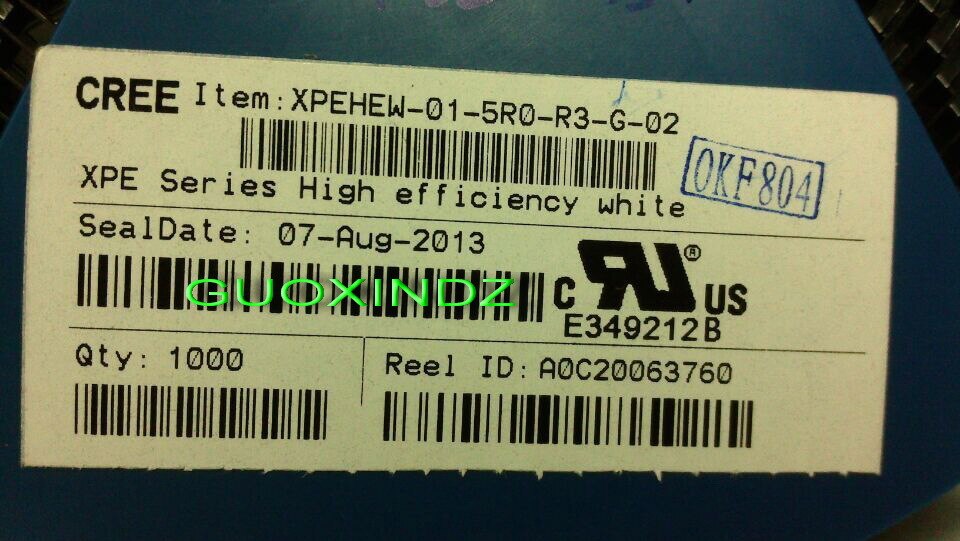 CREE Item: XPEHEW-01-5R0-R3-G-02
XPE Series High efficiency white
0KF804
SealDate: 07-Aug-2013
GUOXINDZ
C RU ® US
E349212B
Qty: 1000
Reel ID: A0C20063760